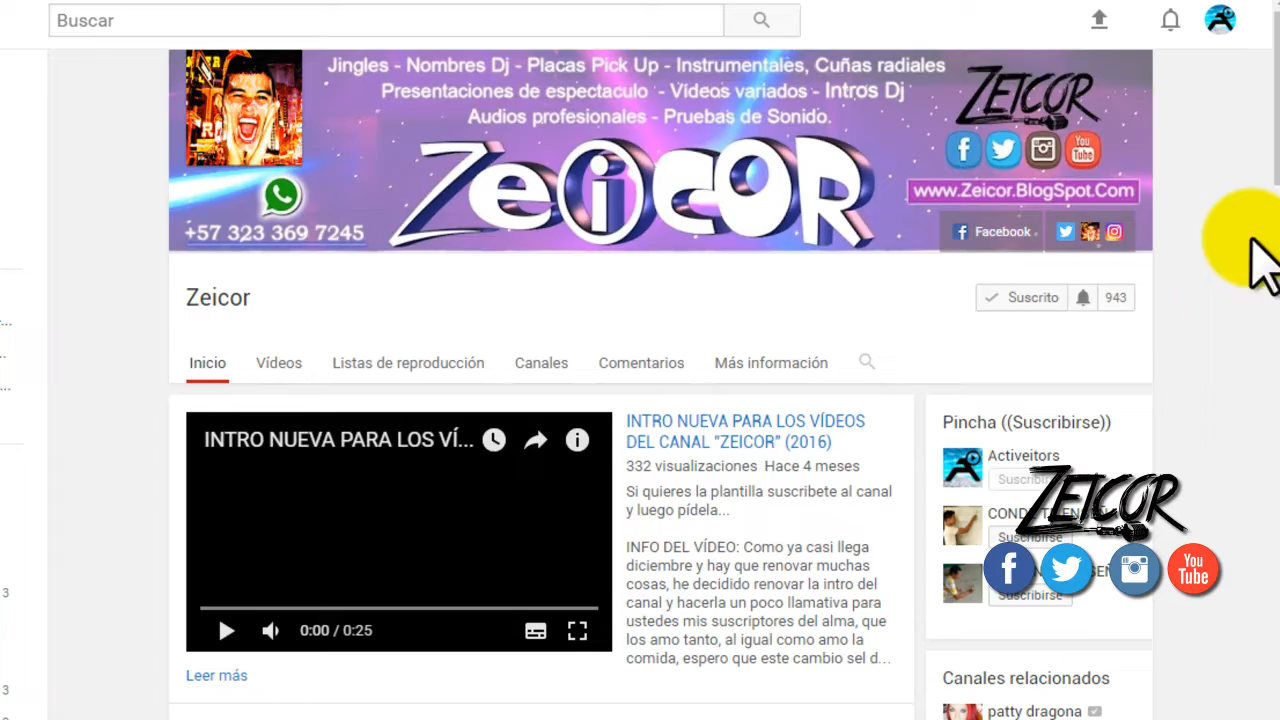 Buscar
Jingles - Nombres Dj - Placas Pick Up - Instrumentales, Cuñas radiales
Presentaciones de espectaculo - Vídeos variados - Intros Dj
Audios profesionales - Pruebas de Sonido.
ZeicoR
ZEICOR
You
Tube
www.Zeicor.BlogSpot.Com
+57 323 369 7245
Facebook
Zeicor
Suscrito
943
Inicio
Vídeos
Listas de reproducción
Canales
Comentarios
Más información
INTRO NUEVA PARA LOS VÍ...
0:00 / 0:25
Leer más
INTRO NUEVA PARA LOS VÍDEOS
DEL CANAL "ZEICOR" (2016)
332 visualizaciones Hace 4 meses
Si quieres la plantilla suscribete al canal
y luego pídela...
INFO DEL VÍDEO: Como ya casi llega
diciembre y hay que renovar muchas
cosas, he decidido renovar la intro del
canal y hacerla un poco llamativa para
ustedes mis suscriptores del alma, que
los amo tanto, al igual como amo la
comida, espero que este cambio sel d...
Pincha ((Suscribirse))
Activeitors
ZEICOR
Suscribirse
You
Tube
Suscribirse
Canales relacionados
patty dragona
3
3